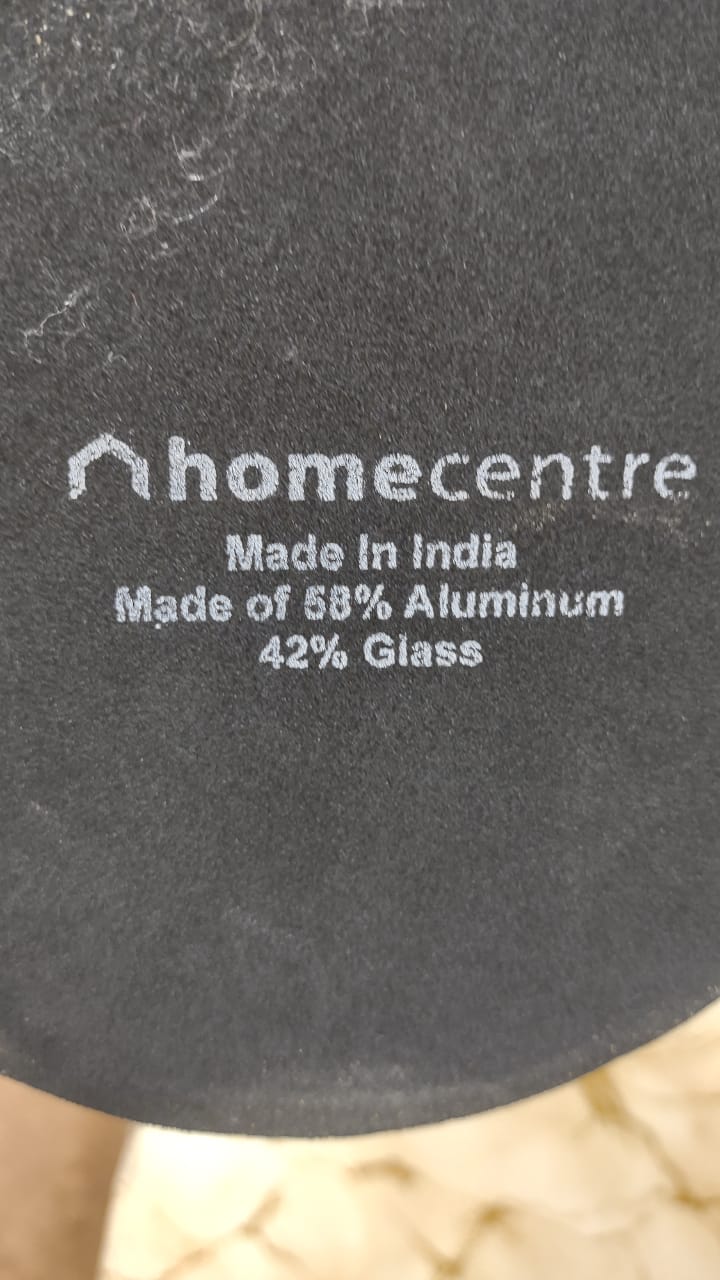 homecentre
Made In India
Made of 58% Aluminum
42% Glass